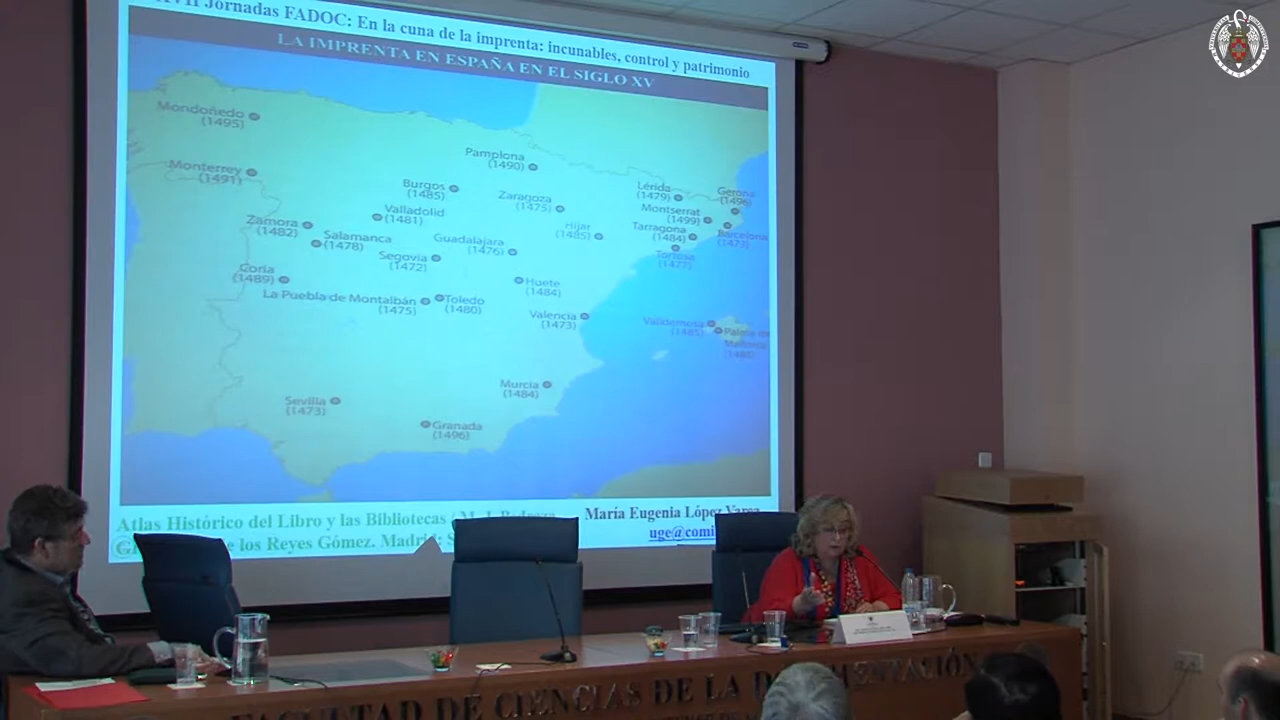 XVII Jornadas FADOC: En la cuna de la imprenta: incunables, control y patrimonio
LA IMPRENTA EN ESPAÑA EN EL SIGLO XV
Mondoñedo
(1495)
Pamplona
(1490)
Monterrey
(1491)
Burgos
(1485)
Zaragoza
(1475)
Lérida
(1479)
Gerona
(1496)
Valladolid
(1481)
Montserrat
(1499)
Zamora
(1482)
Híjar
(1485)
Tarragona
(1484)
Barcelona
(1473)
Salamanca
(1478)
Guadalajara
(1476)
Segovia
(1472)
Tortosa
(1477)
Coria
(1489)
Huete
(1484)
La Puebla de Montalbán
(1475)
Toledo
(1480)
Valencia
(1473)
Valldemosa
(1485)
Palma
Mallorca
Murcia
(1484)
Sevilla
(1473)
Granada
(1496)
Atlas Histórico del Libro y las Bibliotecas
María Eugenia López
e los Reyes Gómez. Madrid: S
uge@comi
FACULTAD DE CIENCIAS DE LA D MENTACIÓN